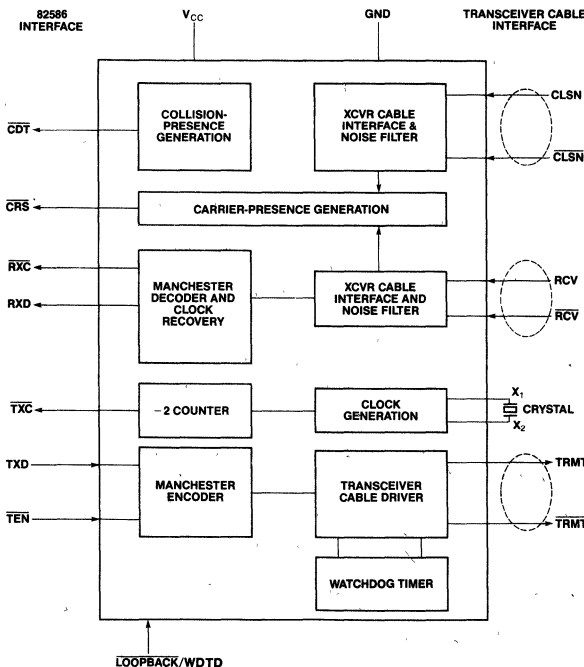 82586
INTERFACE
VCC
GND
TRANSCEIVER CABLE
INTERFACE
COLLISION-
PRESENCE
GENERATION
XCVR CABLE
INTERFACE &
NOISE FILTER
CLSN
CDT
CLSN
CRS
CARRIER-PRESENCE GENERATION
RXC
RXD
MANCHESTER
DECODER AND
CLOCK
RECOVERY
XCVR CABLE
INTERFACE AND
NOISE FILTER
RCV
RCV
TXC
-2 COUNTER
CLOCK
GENERATION
X1
CRYSTAL
X2
TXD
TEN
MANCHESTER
ENCODER
TRANSCEIVER
CABLE DRIVER
TRMT
TRMT
WATCHDOG TIMER
LOOPBACK/WDTD